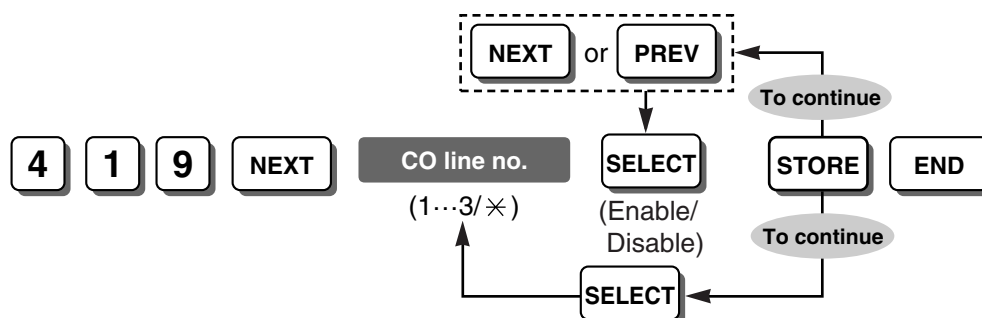 NEXT or PREV
To continue
4 1 9 NEXT CO line no. SELECT STORE END
(1···3/✳)
(Enable/
Disable)
To continue
SELECT